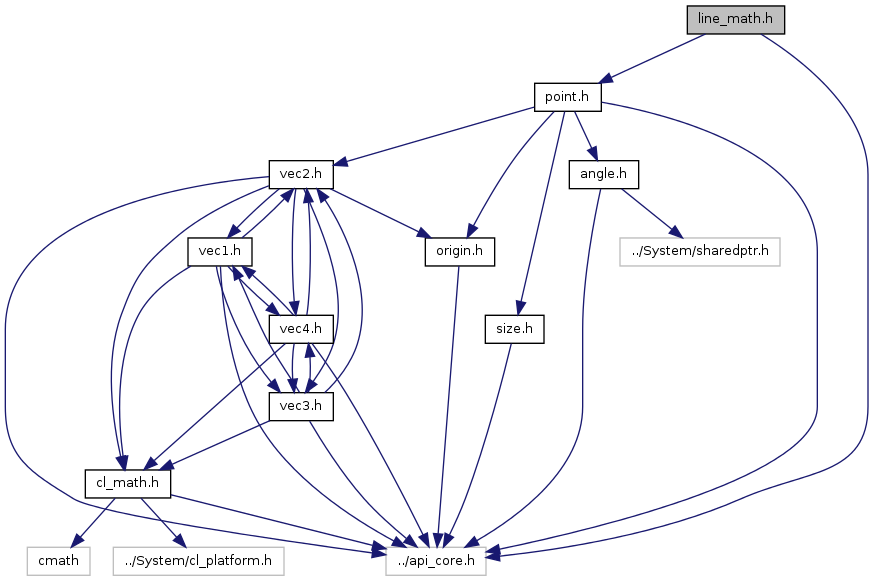 line_math.h
point.h
vec2.h
angle.h
vec1.h
origin.h
../System/sharedptr.h
vec4.h
size.h
vec3.h
cl_math.h
cmath
../System/cl_platform.h
../api_core.h